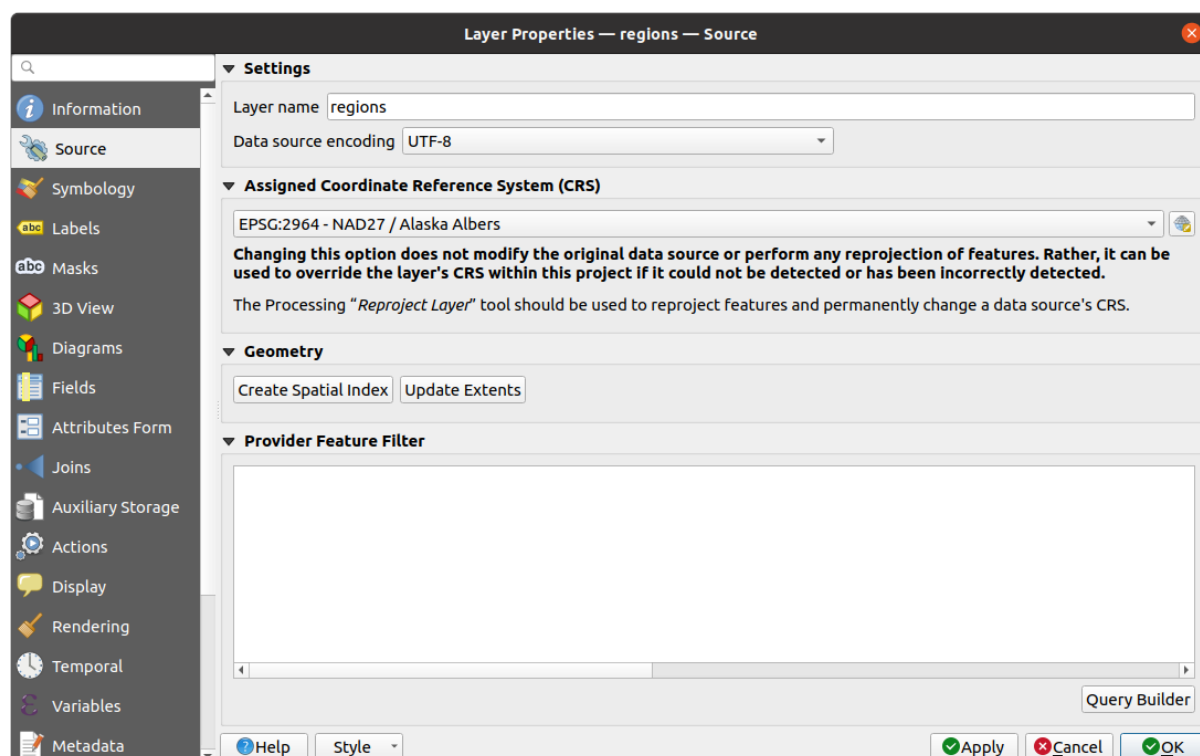 Layer Properties — regions — Source
Information
Source
Symbology
abc Labels
abc Masks
3D View
Diagrams
Fields
Attributes Form
Joins
Auxiliary Storage
Actions
Display
Rendering
Temporal
Variables
Metadata
Settings
Layer name regions
Data source encoding UTF-8
Assigned Coordinate Reference System (CRS)
EPSG:2964 - NAD27 / Alaska Albers
Changing this option does not modify the original data source or perform any reprojection of features. Rather, it can be
used to override the layer's CRS within this project if it could not be detected or has been incorrectly detected.
The Processing “Reproject Layer” tool should be used to reproject features and permanently change a data source's CRS.
Geometry
Create Spatial Index Update Extents
Provider Feature Filter
Query Builder
Help Style Apply Cancel OK